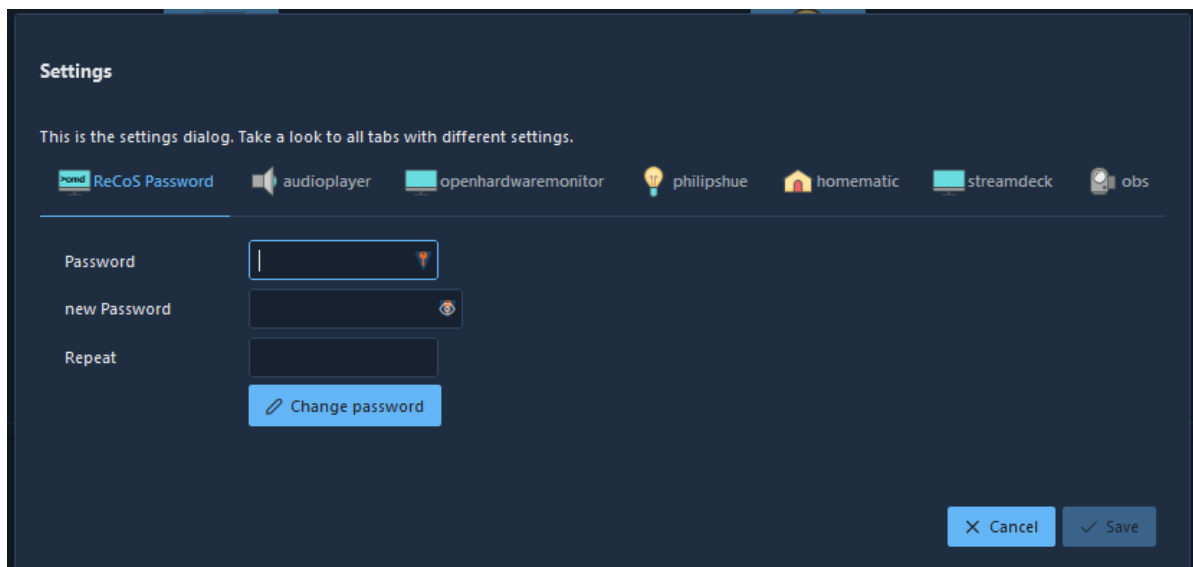 Settings
This is the settings dialog. Take a look to all tabs with different settings.
>cmd ReCoS Password audioplayer openhardwaremonitor philipshue homematic streamdeck obs
Password
new Password
Repeat
Change password
Cancel Save